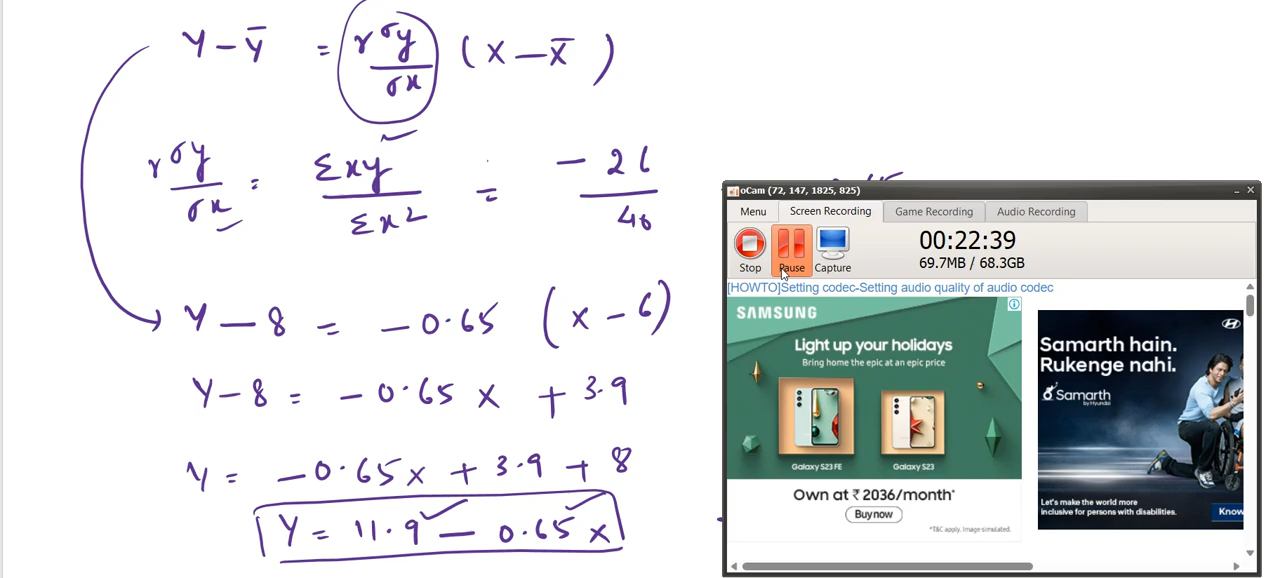 Y − Ȳ = r σy / σx (X − X̄)
r σy / σx = Σxy / Σx² = − 26 / 40
Y − 8 = − 0.65 (x − 6)
Y − 8 = − 0.65 x + 3.9
Y = − 0.65x + 3.9 + 8
Y = 11.9 − 0.65 x
oCam (72, 147, 1825, 825)
Menu Screen Recording Game Recording Audio Recording
Stop Pause Capture
00:22:39
69.7MB / 68.3GB
[HOWTO]Setting codec-Setting audio quality of audio codec
SAMSUNG
Light up your holidays
Bring home the epic at an epic price
Galaxy S23 FE Galaxy S23
Own at ₹ 2036/month*
Buy now
*T&C apply. Image simulated.
Samarth hain.
Rukenge nahi.
Samarth
by Hyundai
Let's make the world more
inclusive for persons with disabilities.
Know